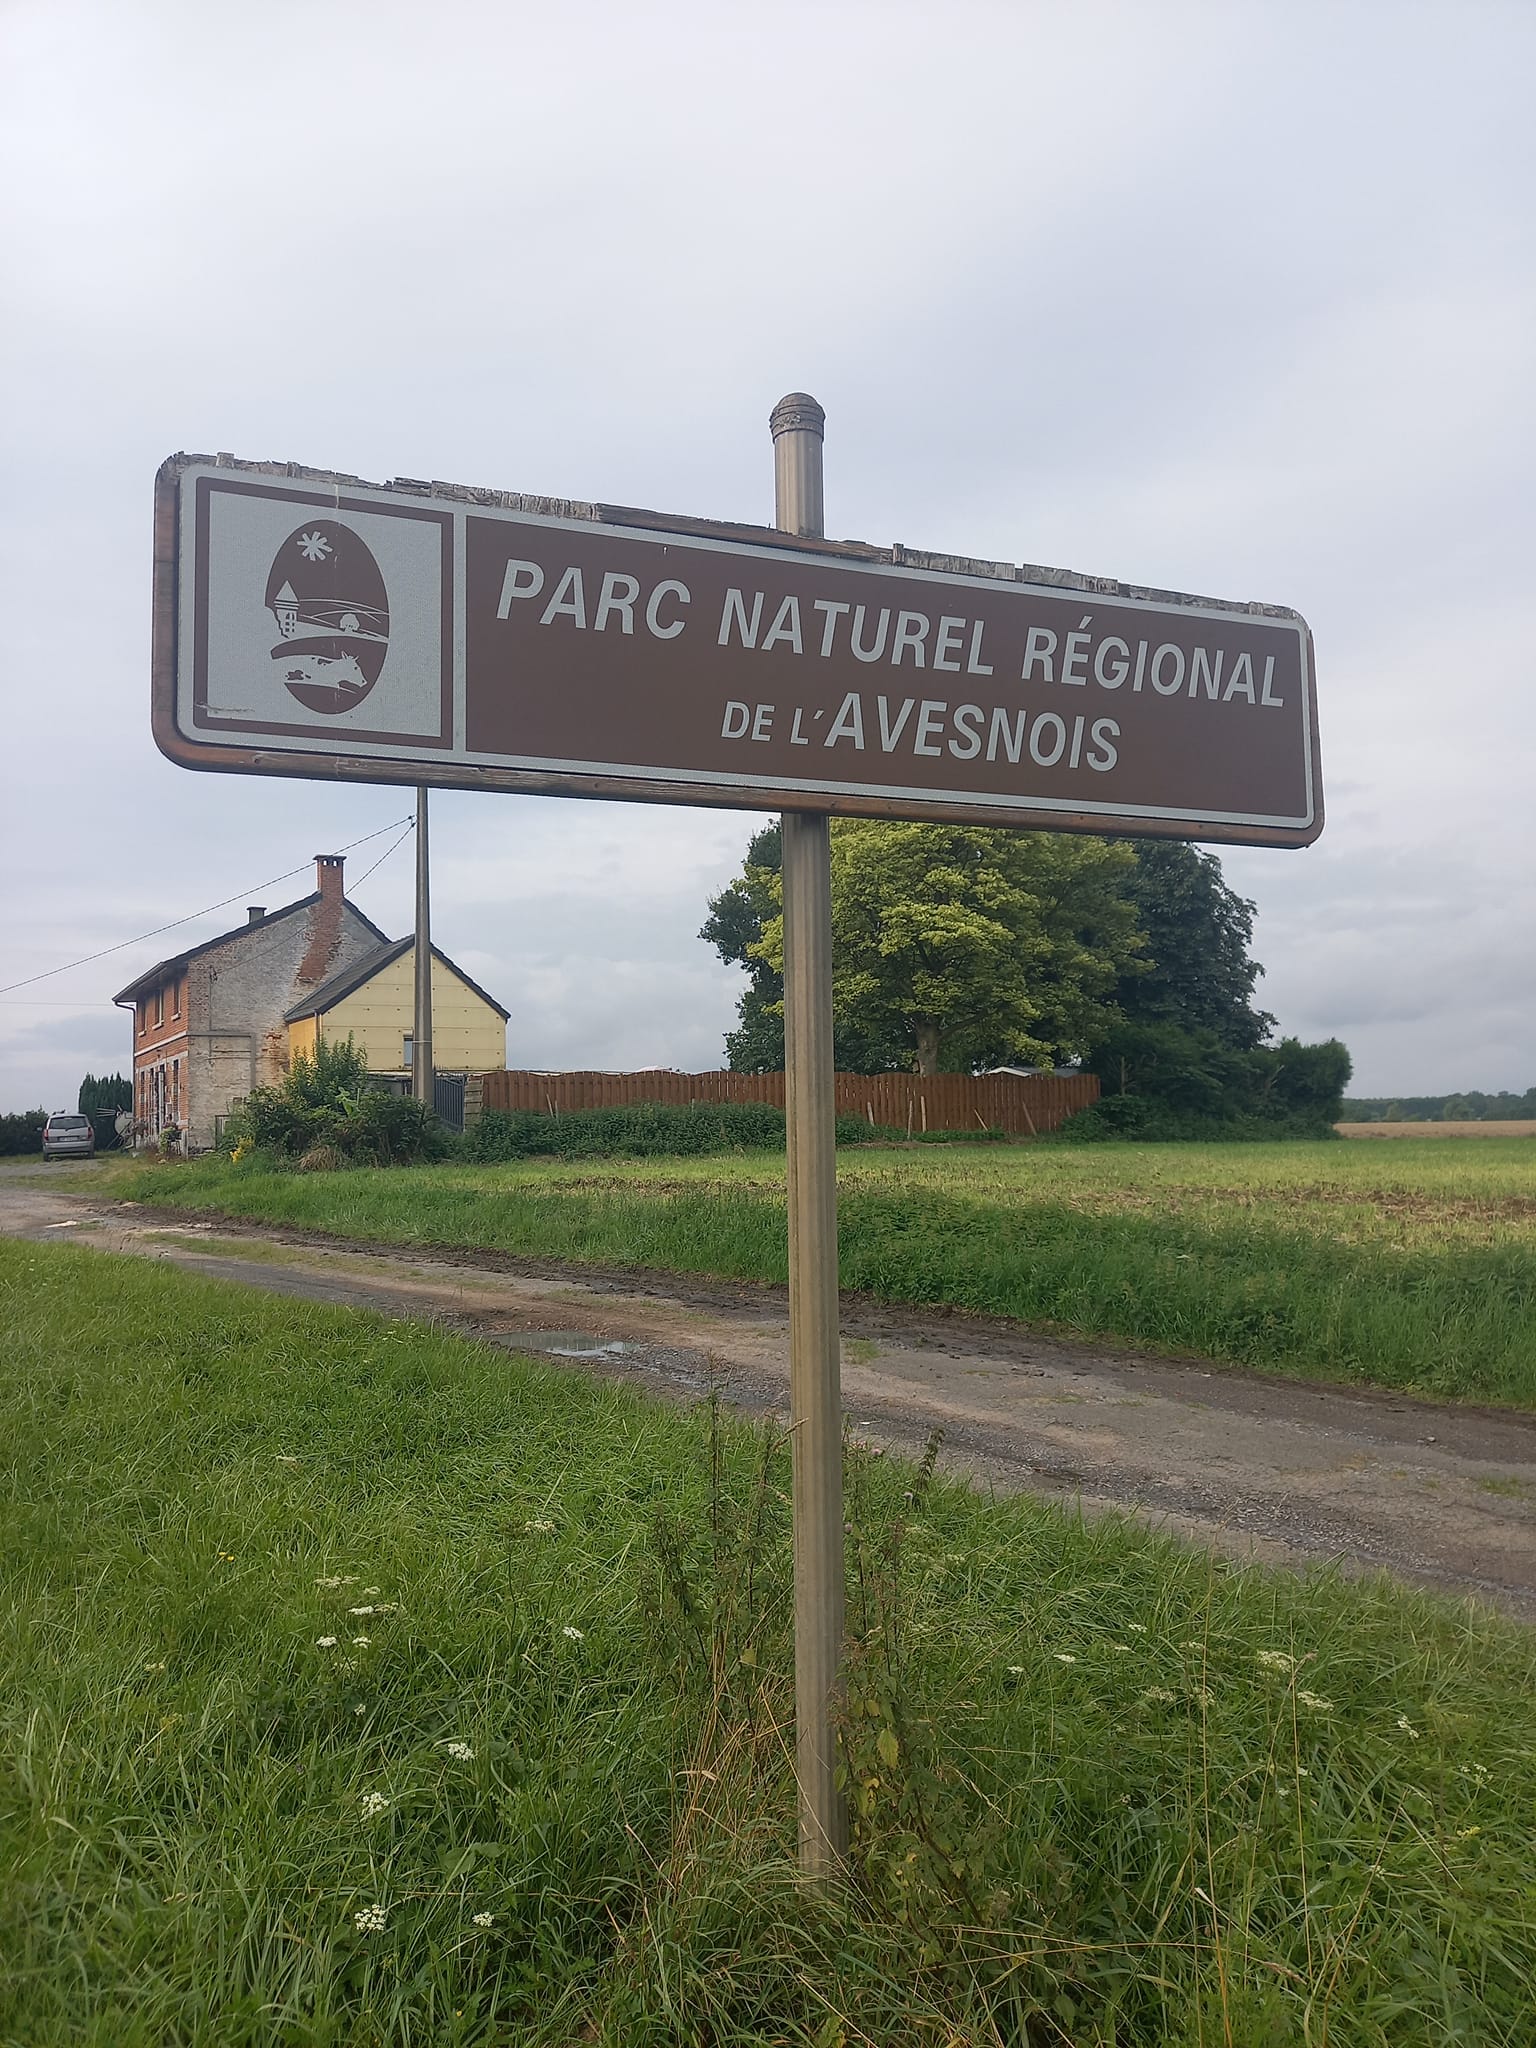 PARC NATUREL RÉGIONAL
DE L'AVESNOIS